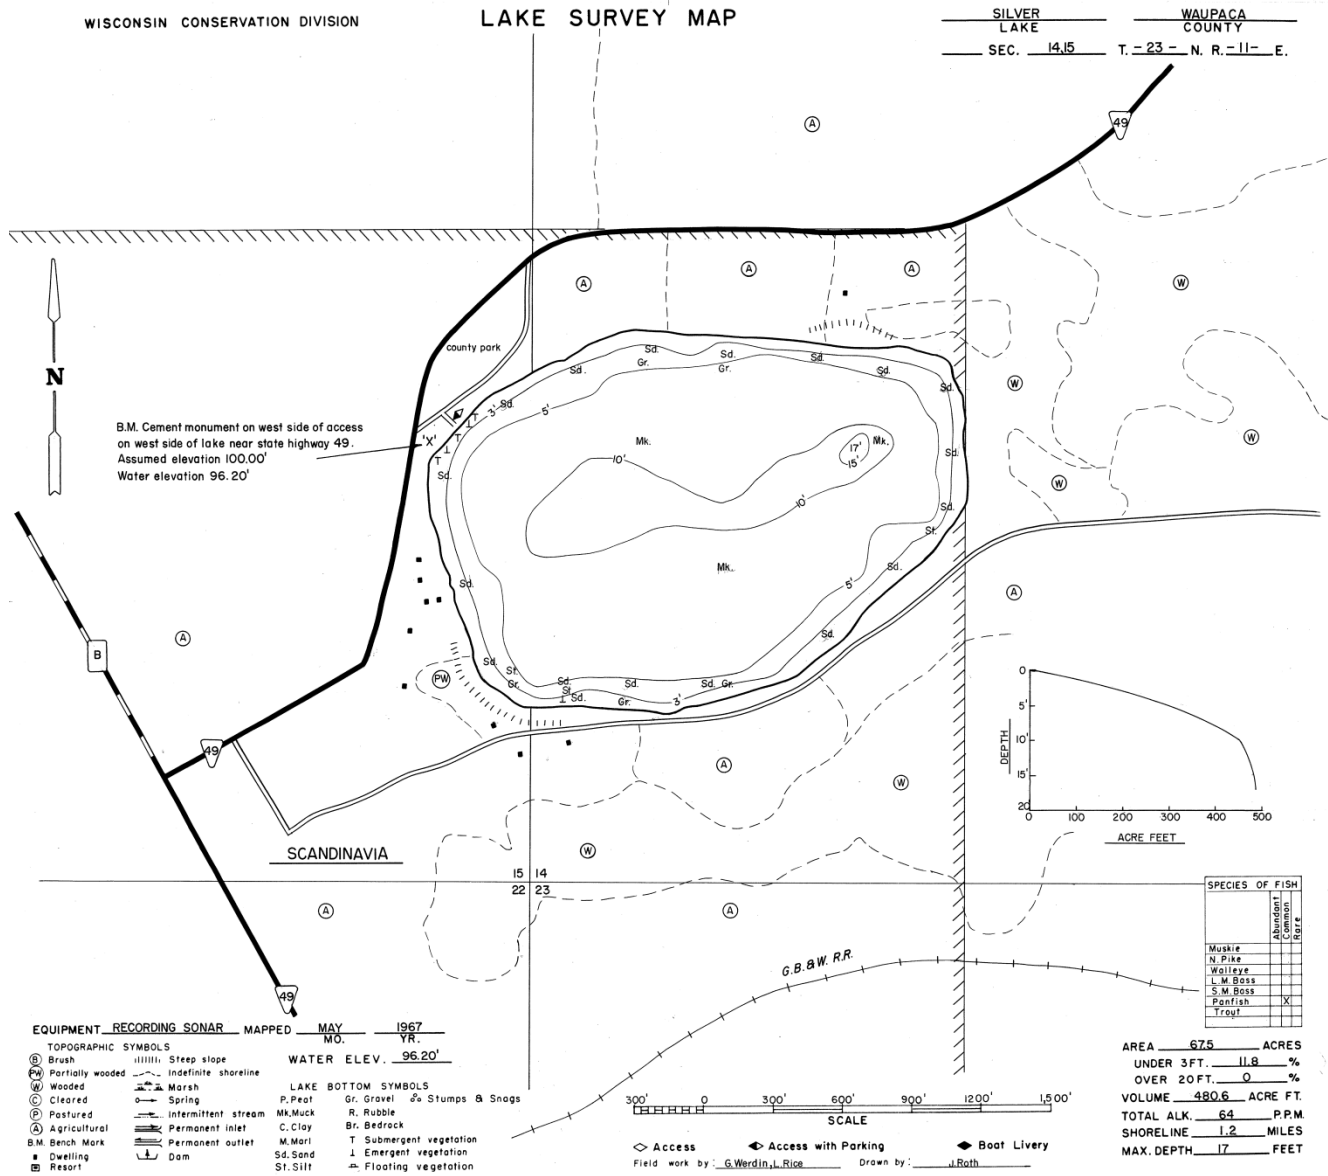 WISCONSIN CONSERVATION DIVISION
LAKE SURVEY MAP
SILVER
LAKE
WAUPACA
COUNTY
SEC. 14,15 T. -23- N. R. -11- E.
49
A
A
A
A
W
county park
N
B.M. Cement monument on west side of access
on west side of lake near state highway 49.
Assumed elevation 100.00'
Water elevation 96.20'
'X'
T
T
T
Sd.
Sd.
Gr.
Sd.
Gr.
Sd.
Sd.
Sd.
3'
Sd.
5'
W
Mk.
10'
17'
15'
Mk.
Sd.
W
W
Sd.
10'
Sd.
St.
Mk.
Sd.
Sd.
5'
A
B
A
Sd.
PW
Sd.
St.
Gr.
Sd.
St.
Sd.
Sd.
Gr.
Sd. Gr.
3'
49
A
W
W
SCANDINAVIA
15 14
22 23
A
A
49
G.B.&W. R.R.
DEPTH
0
5'
10'
15'
20
0 100 200 300 400 500
ACRE FEET
SPECIES OF FISH
Abundant
Common
Rare
Muskie
N. Pike
Walleye
L.M. Bass
S.M. Bass
Panfish X
Trout
EQUIPMENT RECORDING SONAR MAPPED MAY 1967
MO. YR.
WATER ELEV. 96.20'
TOPOGRAPHIC SYMBOLS
B Brush
PW Partially wooded
W Wooded
C Cleared
P Pastured
A Agricultural
B.M. Bench Mark
Dwelling
Resort
Steep slope
Indefinite shoreline
Marsh
Spring
Intermittent stream
Permanent inlet
Permanent outlet
Dam
LAKE BOTTOM SYMBOLS
P. Peat
Mk. Muck
C. Clay
M. Marl
Sd. Sand
St. Silt
Gr. Gravel
R. Rubble
Br. Bedrock
T Submergent vegetation
Emergent vegetation
Floating vegetation
Stumps & Snags
300' 0 300' 600' 900' 1200' 1,500'
SCALE
Access
Access with Parking
Boat Livery
Field work by: G. Werdin, L. Rice Drawn by: J. Roth
AREA 67.5 ACRES
UNDER 3 FT. 11.8 %
OVER 20 FT. 0 %
VOLUME 480.6 ACRE FT.
TOTAL ALK. 64 P.P.M.
SHORELINE 1.2 MILES
MAX. DEPTH 17 FEET